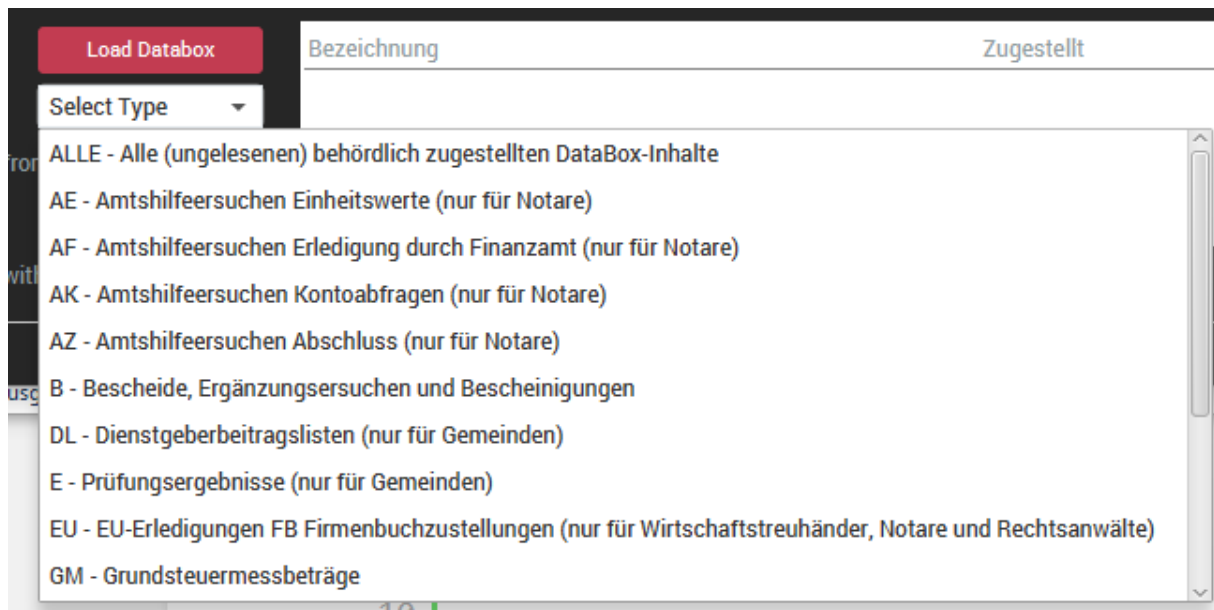 Load Databox
Bezeichnung
Zugestellt
Select Type
ALLE - Alle (ungelesenen) behördlich zugestellten DataBox-Inhalte
AE - Amtshilfeersuchen Einheitswerte (nur für Notare)
AF - Amtshilfeersuchen Erledigung durch Finanzamt (nur für Notare)
AK - Amtshilfeersuchen Kontoabfragen (nur für Notare)
AZ - Amtshilfeersuchen Abschluss (nur für Notare)
B - Bescheide, Ergänzungsersuchen und Bescheinigungen
DL - Dienstgeberbeitragslisten (nur für Gemeinden)
E - Prüfungsergebnisse (nur für Gemeinden)
EU - EU-Erledigungen FB Firmenbuchzustellungen (nur für Wirtschaftstreuhänder, Notare und Rechtsanwälte)
GM - Grundsteuermessbeträge